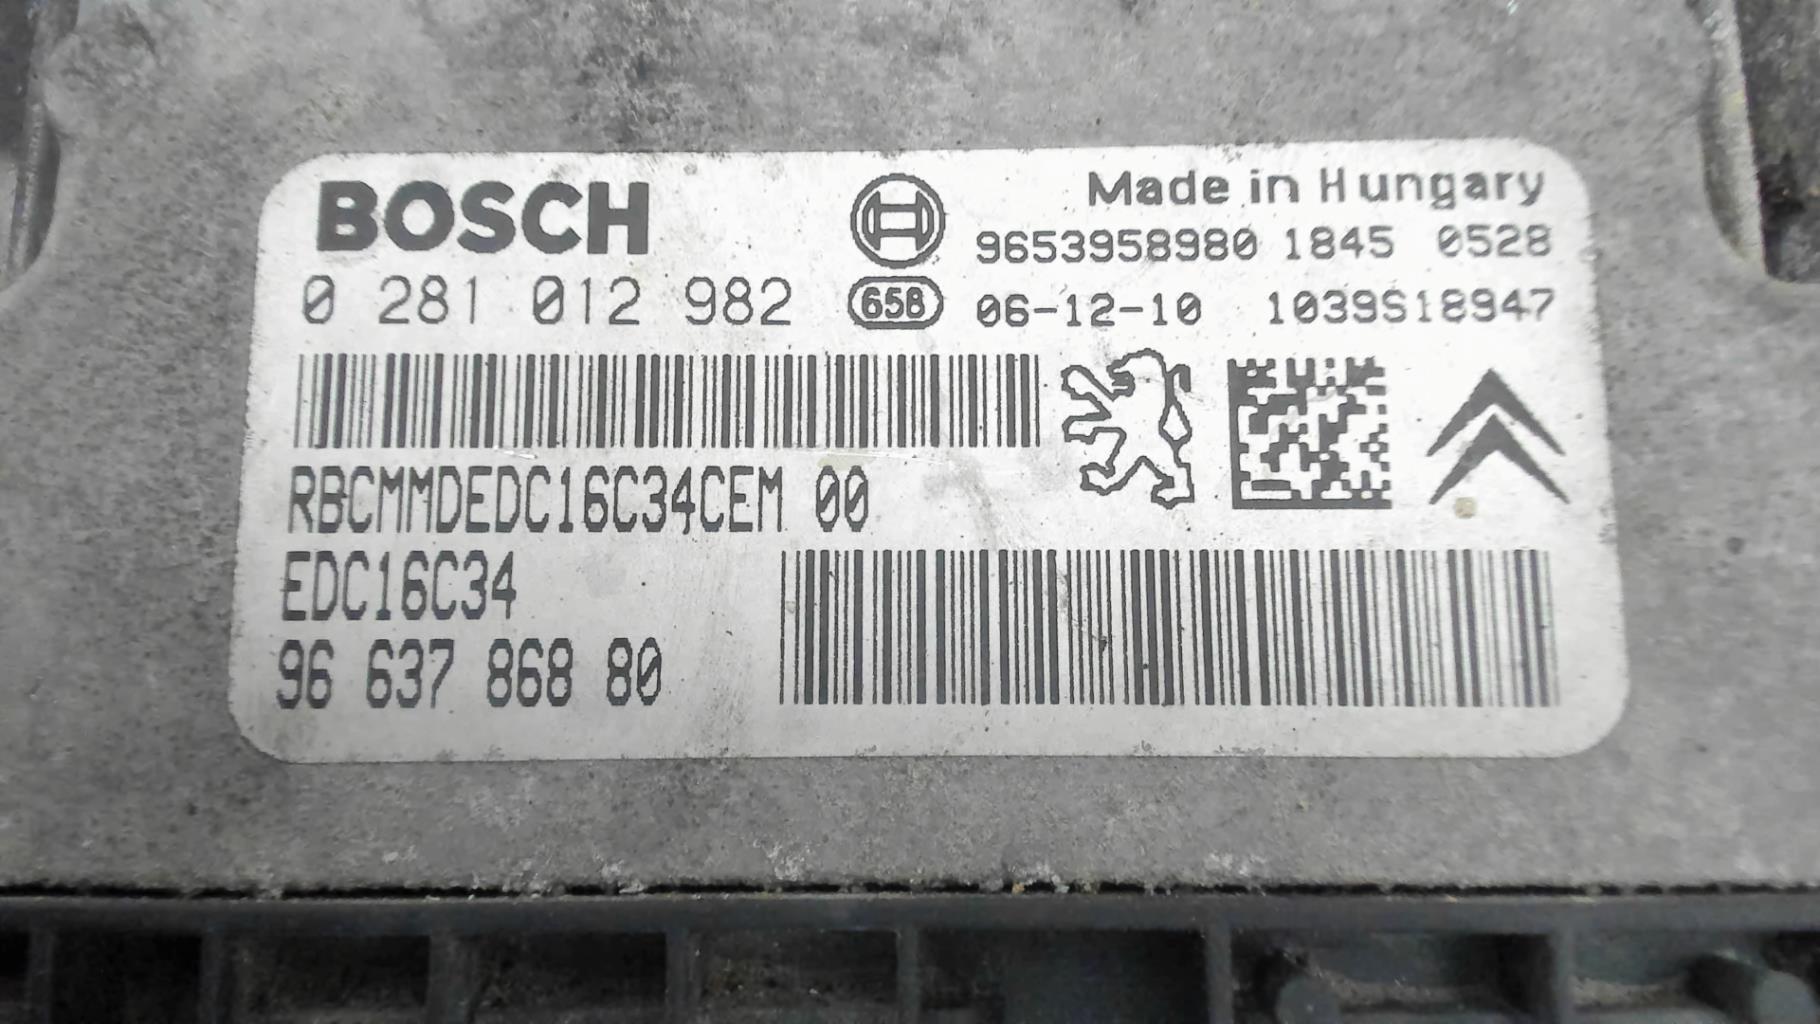 BOSCH
Made in Hungary
9653958980 1845 0528
0 281 012 982
65B
06-12-10 1039S18947
RBCMMDEDC16C34CEM 00
EDC16C34
96 637 868 80